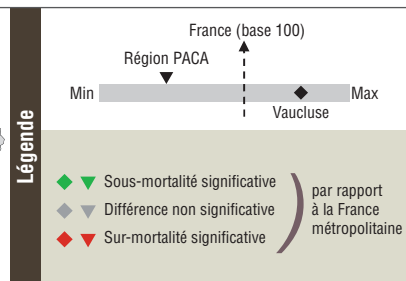 Légende
France (base 100)
Région PACA
Min
Max
Vaucluse
Sous-mortalité significative
Différence non significative
Sur-mortalité significative
par rapport
à la France
métropolitaine